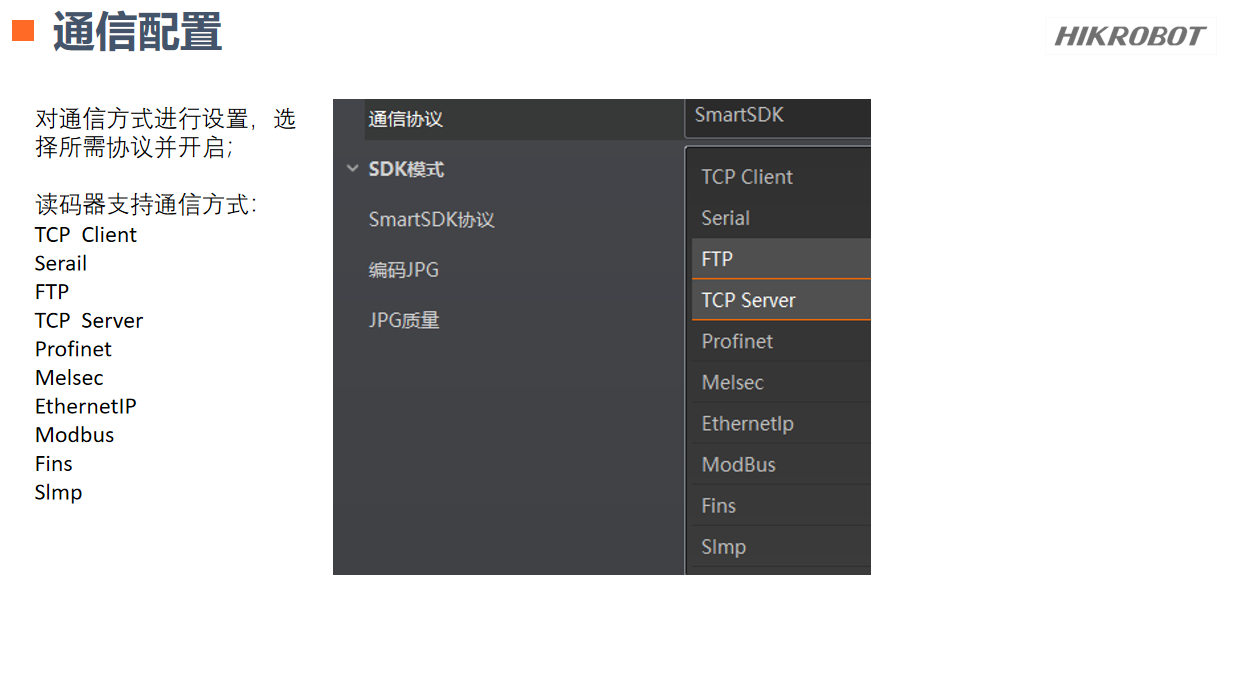 通信配置
HIKROBOT
对通信方式进行设置，选
择所需协议并开启;
读码器支持通信方式:
TCP Client
Serail
FTP
TCP Server
Profinet
Melsec
EthernetIP
Modbus
Fins
Slmp
通信协议
SmartSDK
SDK模式
SmartSDK协议
编码JPG
JPG质量
TCP Client
Serial
FTP
TCP Server
Profinet
Melsec
EthernetIp
ModBus
Fins
Slmp